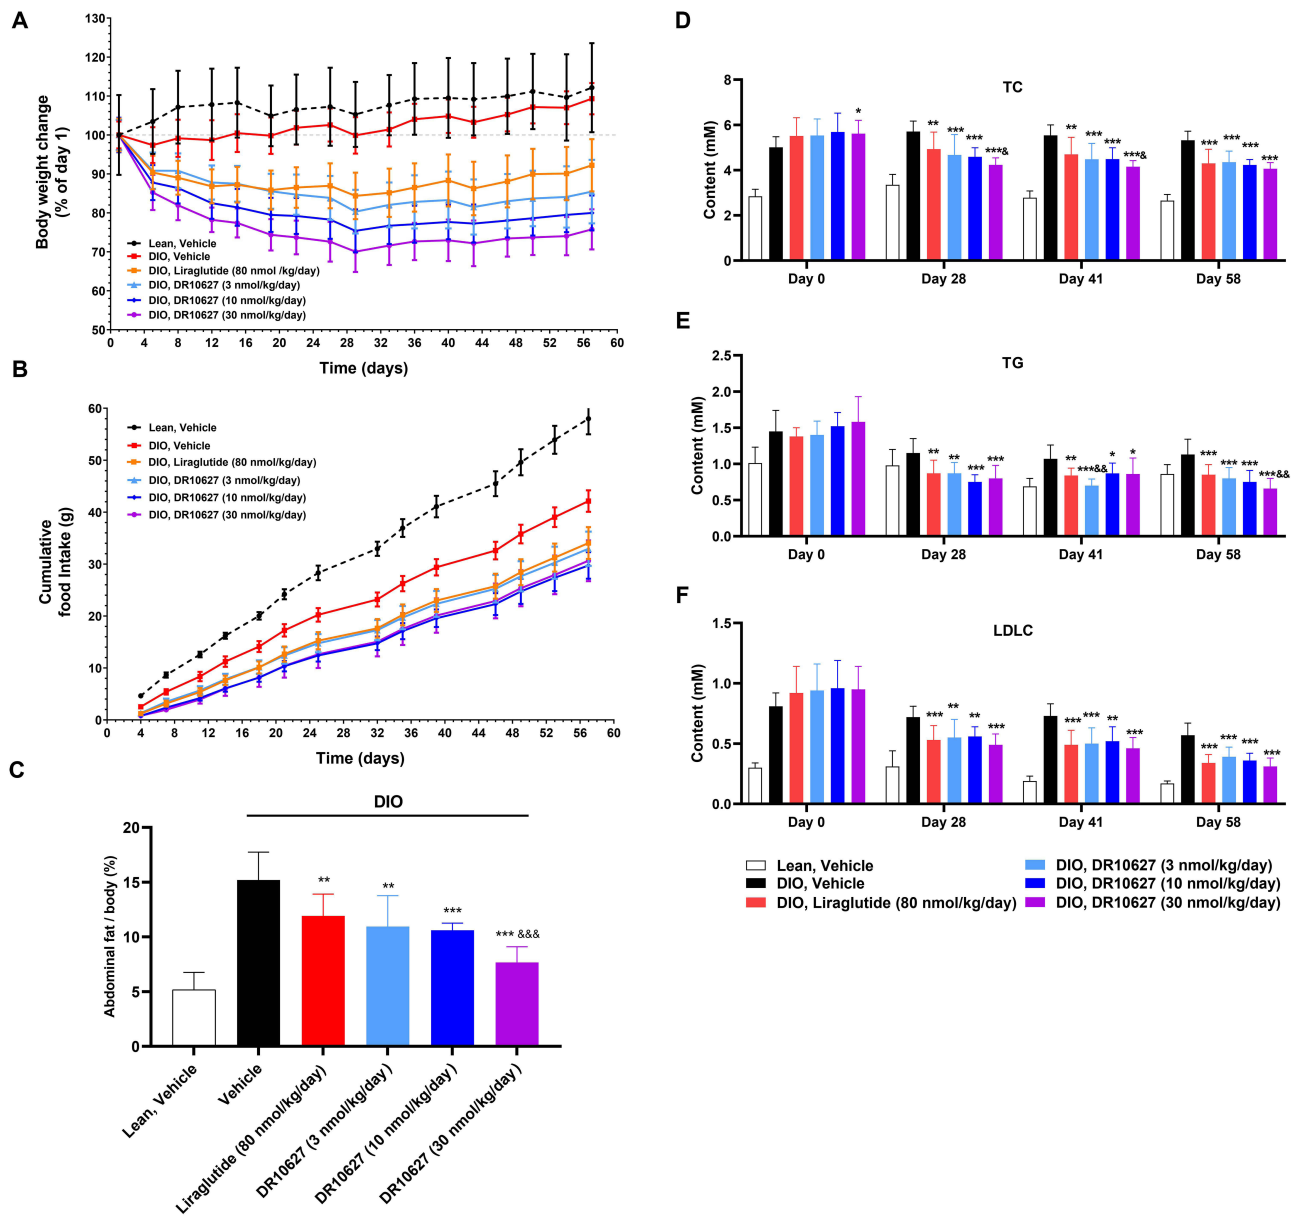 A
Body weight change
(% of day 1)
130
120
110
100
90
80
70
60
50
Lean, Vehicle
DIO, Vehicle
DIO, Liraglutide (80 nmol /kg/day)
DIO, DR10627 (3 nmol/kg/day)
DIO, DR10627 (10 nmol/kg/day)
DIO, DR10627 (30 nmol/kg/day)
0 4 8 12 16 20 24 28 32 36 40 44 48 52 56 60
Time (days)
B
Cumulative
food Intake (g)
60
50
40
30
20
10
0
Lean, Vehicle
DIO, Vehicle
DIO, Liraglutide (80 nmol/kg/day)
DIO, DR10627 (3 nmol/kg/day)
DIO, DR10627 (10 nmol/kg/day)
DIO, DR10627 (30 nmol/kg/day)
0 4 8 12 16 20 24 28 32 36 40 44 48 52 56 60
Time (days)
C
DIO
Abdominal fat / body (%)
20
15
10
5
0
** ** *** *** &&&
Lean, Vehicle
Vehicle
Liraglutide (80 nmol/kg/day)
DR10627 (3 nmol/kg/day)
DR10627 (10 nmol/kg/day)
DR10627 (30 nmol/kg/day)
D
TC
Content (mM)
8
6
4
2
0
* ** *** *** ***& ** *** *** ***& *** *** *** ***
Day 0 Day 28 Day 41 Day 58
E
TG
Content (mM)
2.5
2.0
1.5
1.0
0.5
0.0
** ** *** *** ** ***&& * * *** *** *** ***&&
Day 0 Day 28 Day 41 Day 58
F
LDLC
Content (mM)
1.5
1.0
0.5
0.0
*** ** ** *** *** *** ** *** *** *** *** ***
Day 0 Day 28 Day 41 Day 58
Lean, Vehicle
DIO, Vehicle
DIO, Liraglutide (80 nmol/kg/day)
DIO, DR10627 (3 nmol/kg/day)
DIO, DR10627 (10 nmol/kg/day)
DIO, DR10627 (30 nmol/kg/day)